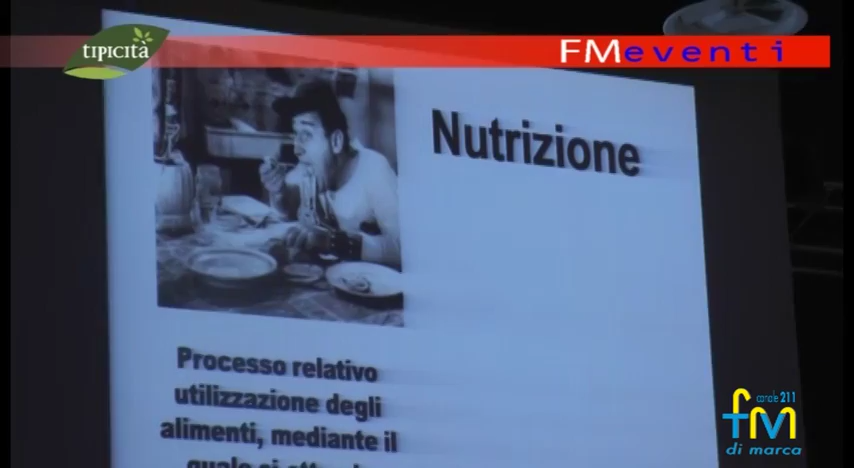 TIPICITÀ
FMeventi
Nutrizione
Processo relativo
utilizzazione degli
alimenti, mediante il
canale 211
fm
di marca